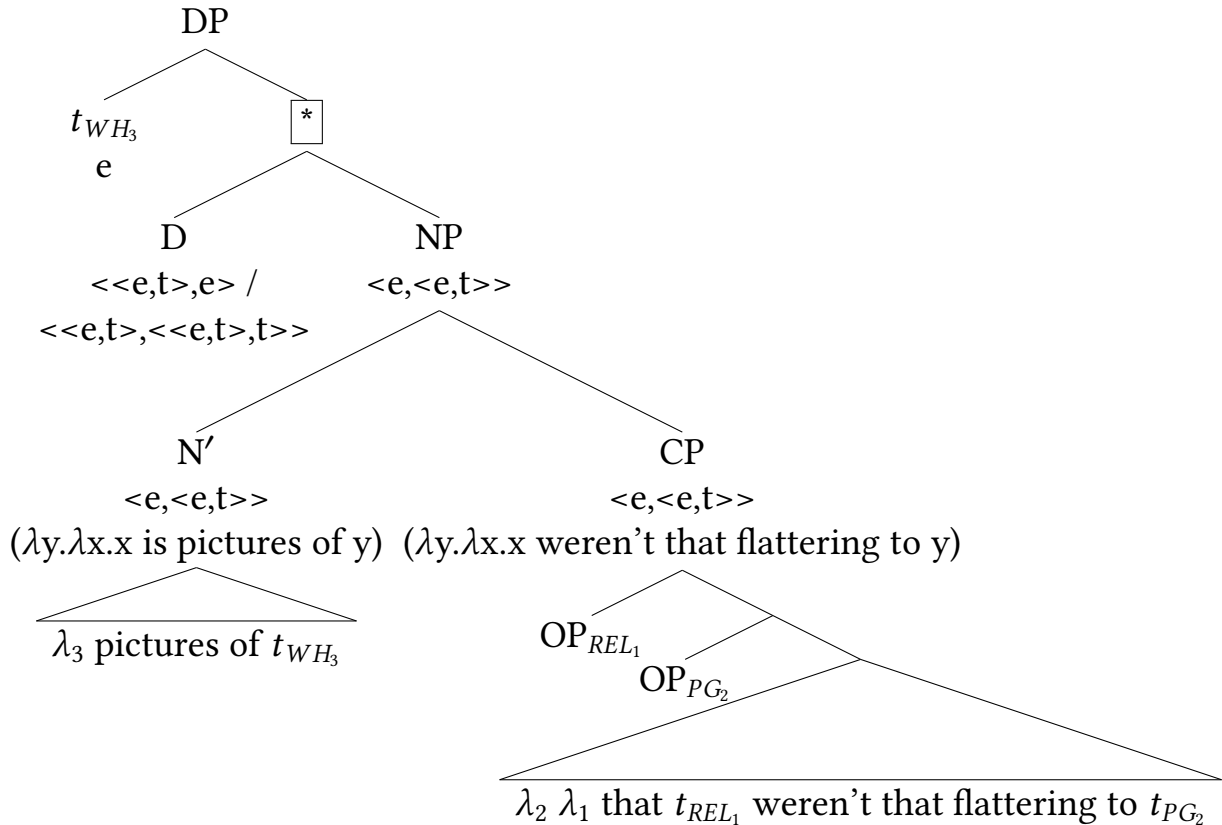 DP
t_{WH_3} *
e
D NP
<<e,t>,e> / <e,<e,t>>
<<e,t>,<<e,t>,t>>
N′ CP
<e,<e,t>> <e,<e,t>>
(λy.λx.x is pictures of y) (λy.λx.x weren't that flattering to y)
OP_{REL_1}
λ_3 pictures of t_{WH_3}
OP_{PG_2}
λ_2 λ_1 that t_{REL_1} weren't that flattering to t_{PG_2}